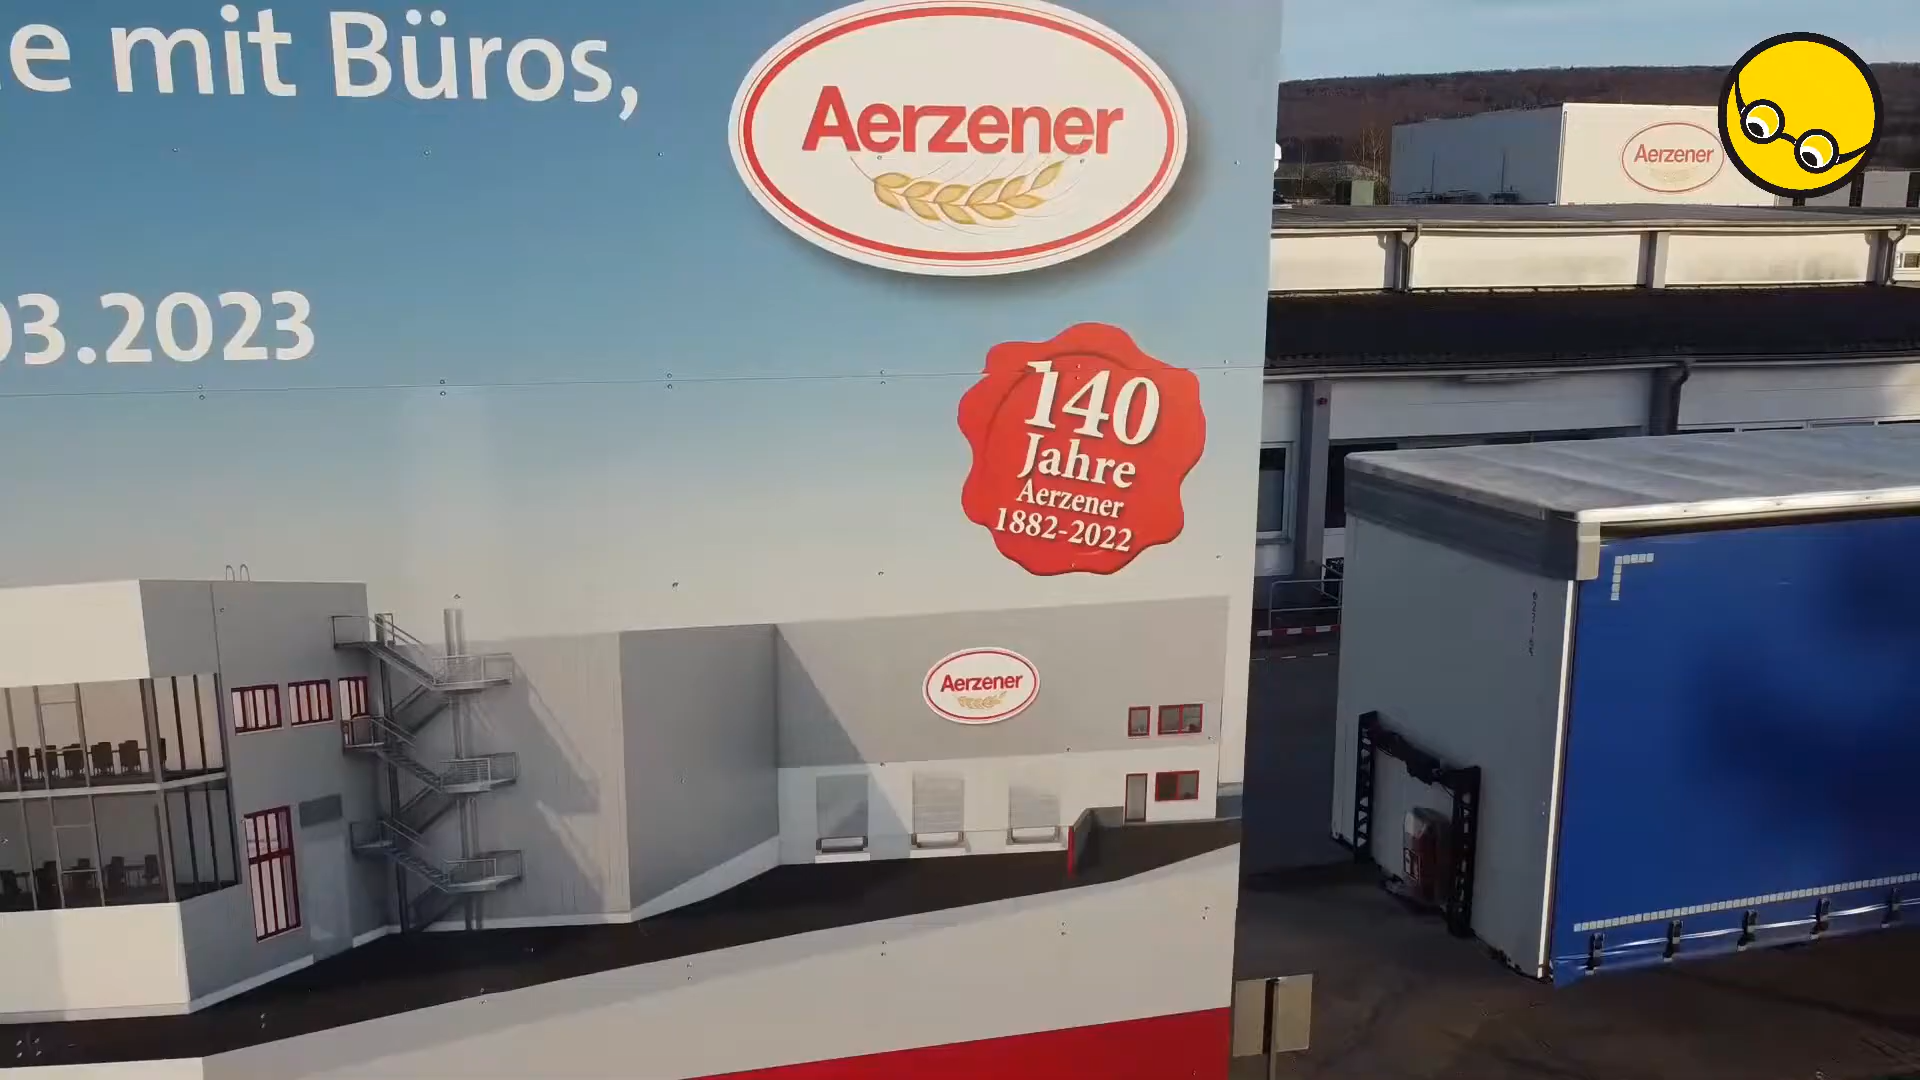 e mit Büros,
03.2023
Aerzener
140
Jahre
Aerzener
1882-2022
Aerzener
Aerzener